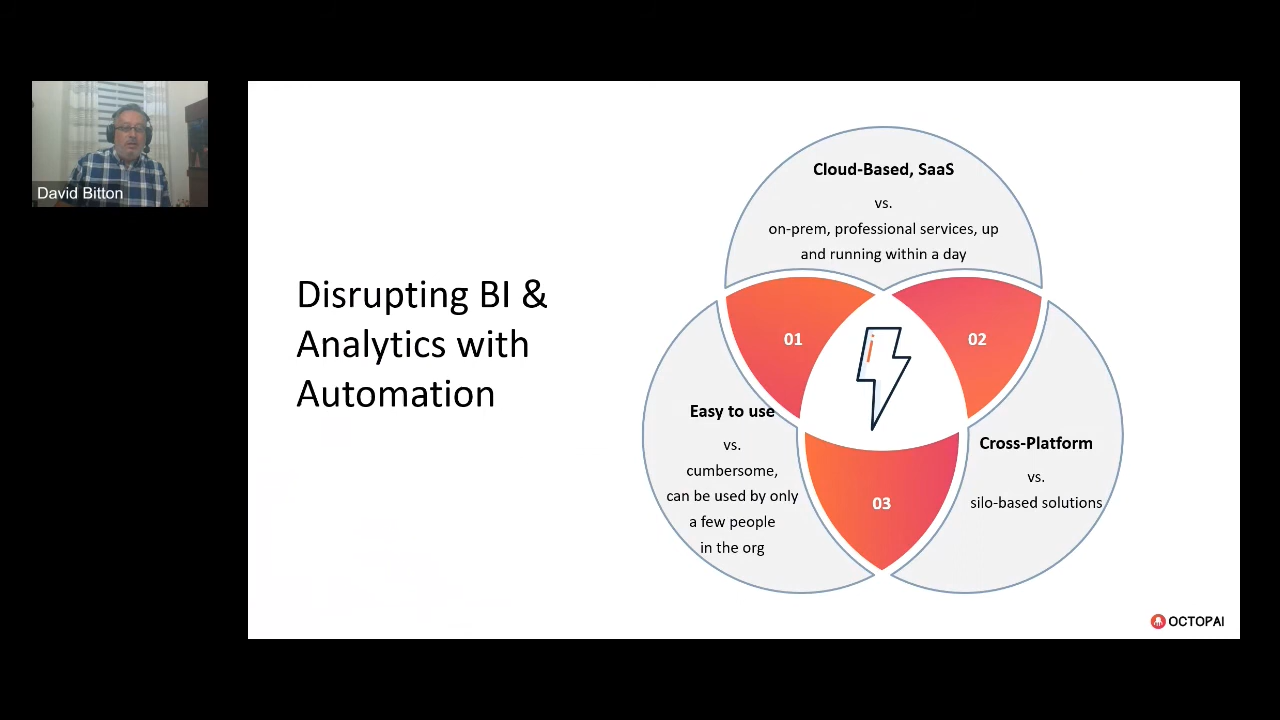 David Bitton
Disrupting BI &
Analytics with
Automation
Cloud-Based, SaaS
vs.
on-prem, professional services, up
and running within a day
01
02
Easy to use
vs.
cumbersome,
can be used by only
a few people
in the org
Cross-Platform
vs.
silo-based solutions
03
OCTOPAI